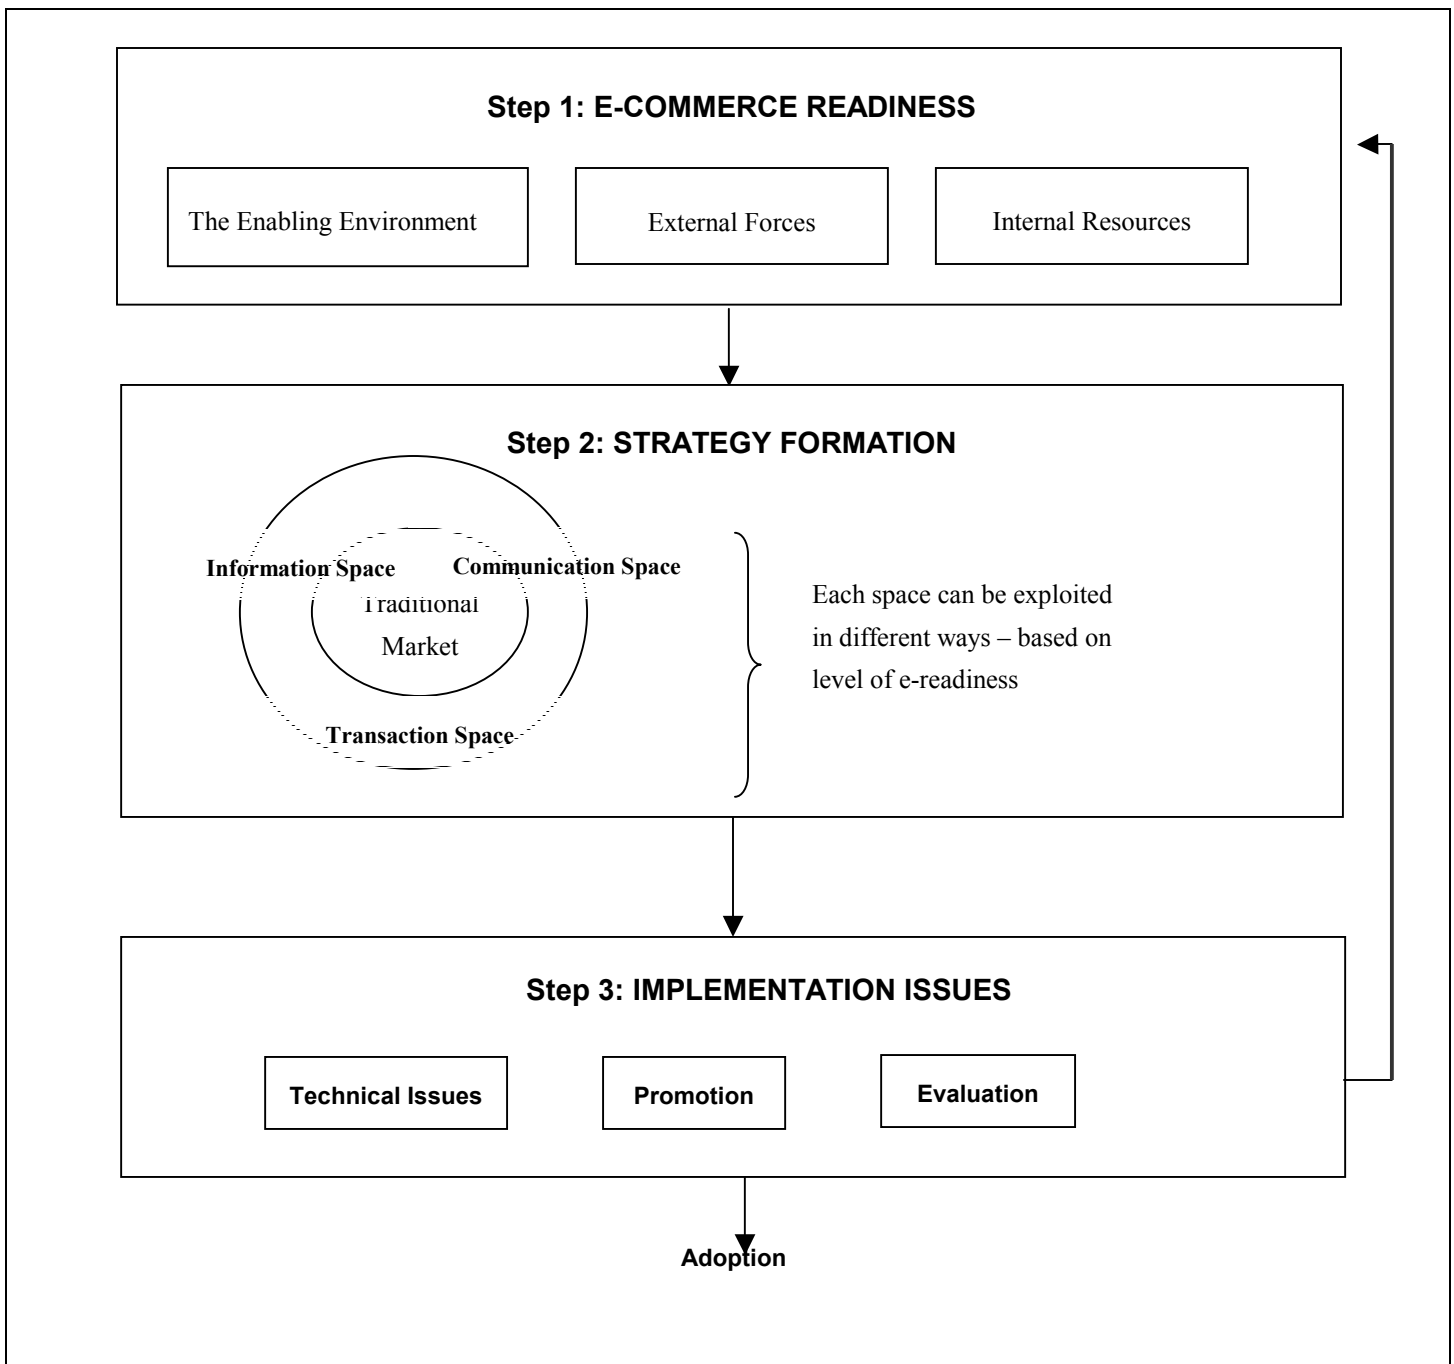 Step 1: E-COMMERCE READINESS
The Enabling Environment
External Forces
Internal Resources
Step 2: STRATEGY FORMATION
Information Space
Communication Space
Traditional
Market
Transaction Space
Each space can be exploited
in different ways – based on
level of e-readiness
Step 3: IMPLEMENTATION ISSUES
Technical Issues
Promotion
Evaluation
Adoption